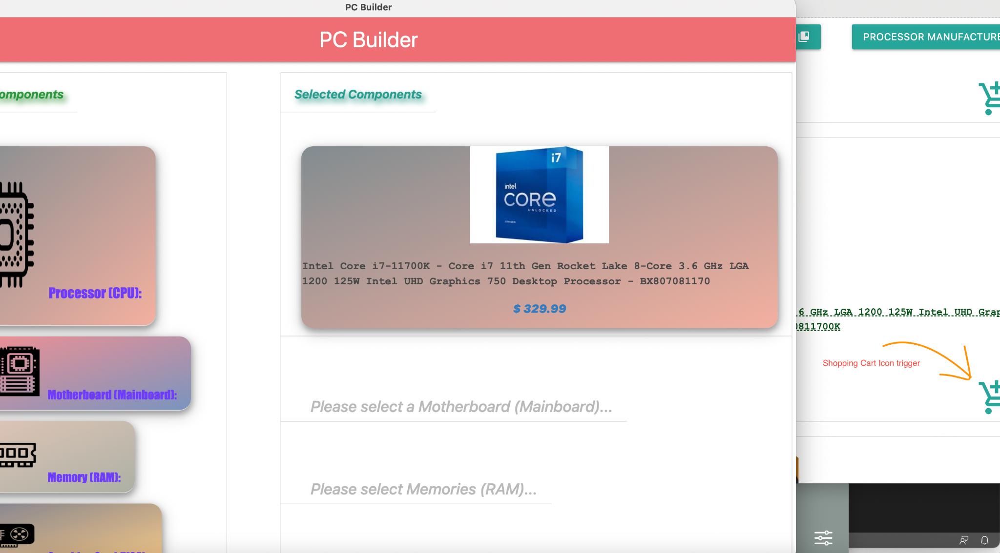 PC Builder
PC Builder
PROCESSOR MANUFACTURE
omponents
Selected Components
i7
intel
CORE
UNLOCKED
11TH GEN
Intel Core i7-11700K - Core i7 11th Gen Rocket Lake 8-Core 3.6 GHz LGA
1200 125W Intel UHD Graphics 750 Desktop Processor - BX807081170
$ 329.99
Processor (CPU):
6 GHz LGA 1200 125W Intel UHD Grap
0811700K
Shopping Cart Icon trigger
Motherboard (Mainboard):
Please select a Motherboard (Mainboard)...
Memory (RAM):
Please select Memories (RAM)...